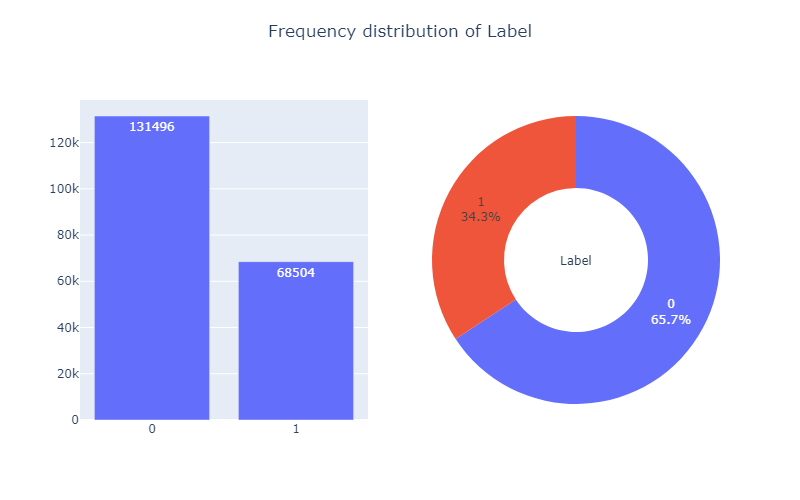 Frequency distribution of Label
131496
68504
120k
100k
80k
60k
40k
20k
0
0
1
1
34.3%
Label
0
65.7%